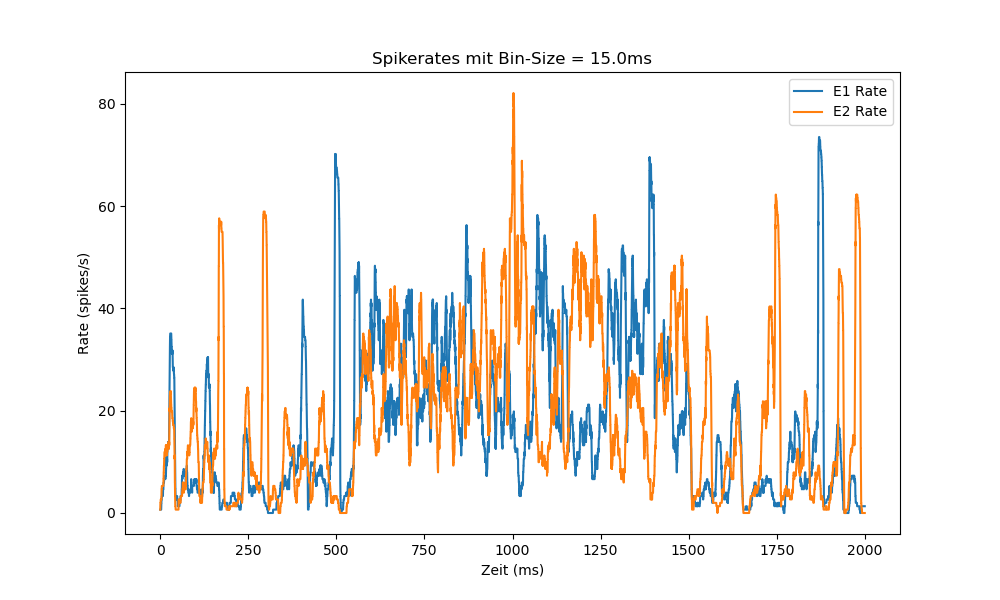 Spikerates mit Bin-Size = 15.0ms
E1 Rate
E2 Rate
Rate (spikes/s)
80
60
40
20
0
0 250 500 750 1000 1250 1500 1750 2000
Zeit (ms)